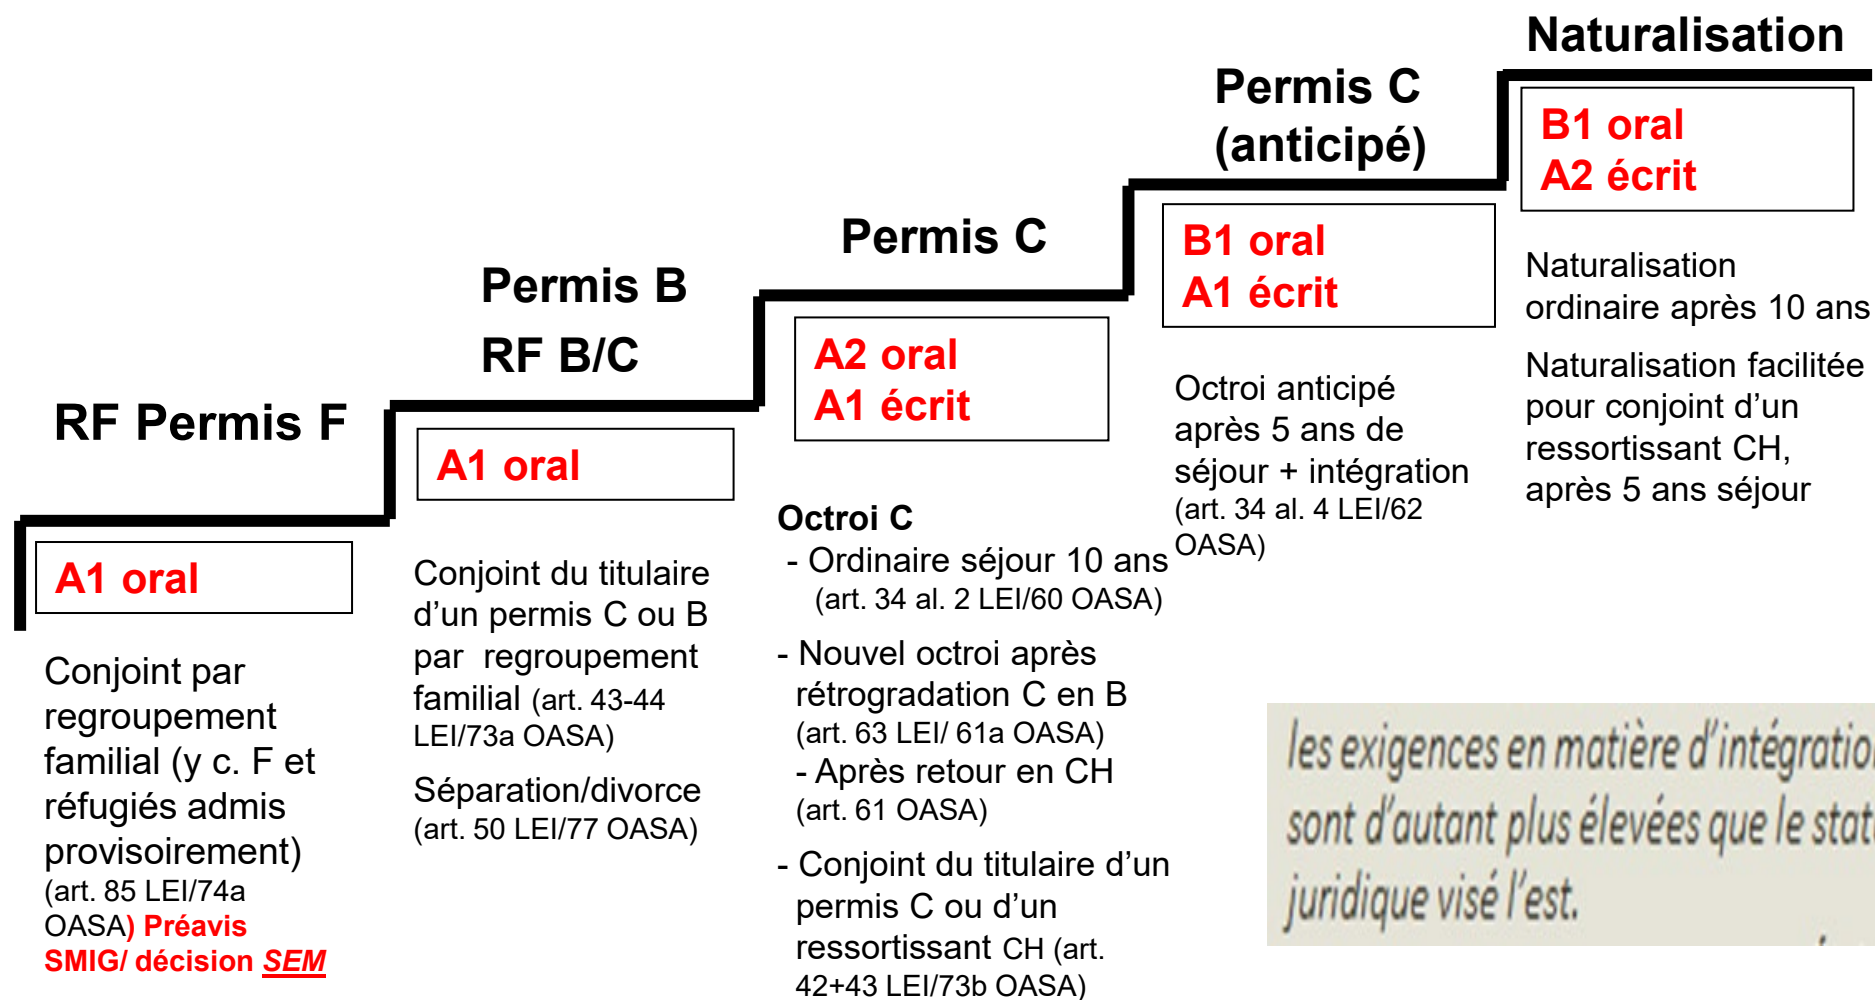 RF Permis F
A1 oral
Conjoint par
regroupement
familial (y c. F et
réfugiés admis
provisoirement)
(art. 85 LEI/74a
OASA) Préavis
SMIG/ décision SEM
Permis B
RF B/C
A1 oral
Conjoint du titulaire
d’un permis C ou B
par regroupement
familial (art. 43-44
LEI/73a OASA)
Séparation/divorce
(art. 50 LEI/77 OASA)
Permis C
A2 oral
A1 écrit
Octroi C
- Ordinaire séjour 10 ans
(art. 34 al. 2 LEI/60 OASA)
- Nouvel octroi après
rétrogradation C en B
(art. 63 LEI/ 61a OASA)
- Après retour en CH
(art. 61 OASA)
- Conjoint du titulaire d’un
permis C ou d’un
ressortissant CH (art.
42+43 LEI/73b OASA)
Permis C
(anticipé)
B1 oral
A1 écrit
Octroi anticipé
après 5 ans de
séjour + intégration
(art. 34 al. 4 LEI/62
OASA)
Naturalisation
B1 oral
A2 écrit
Naturalisation
ordinaire après 10 ans
Naturalisation facilitée
pour conjoint d’un
ressortissant CH,
après 5 ans séjour
les exigences en matière d’intégration
sont d’autant plus élevées que le
juridique visé l’est.